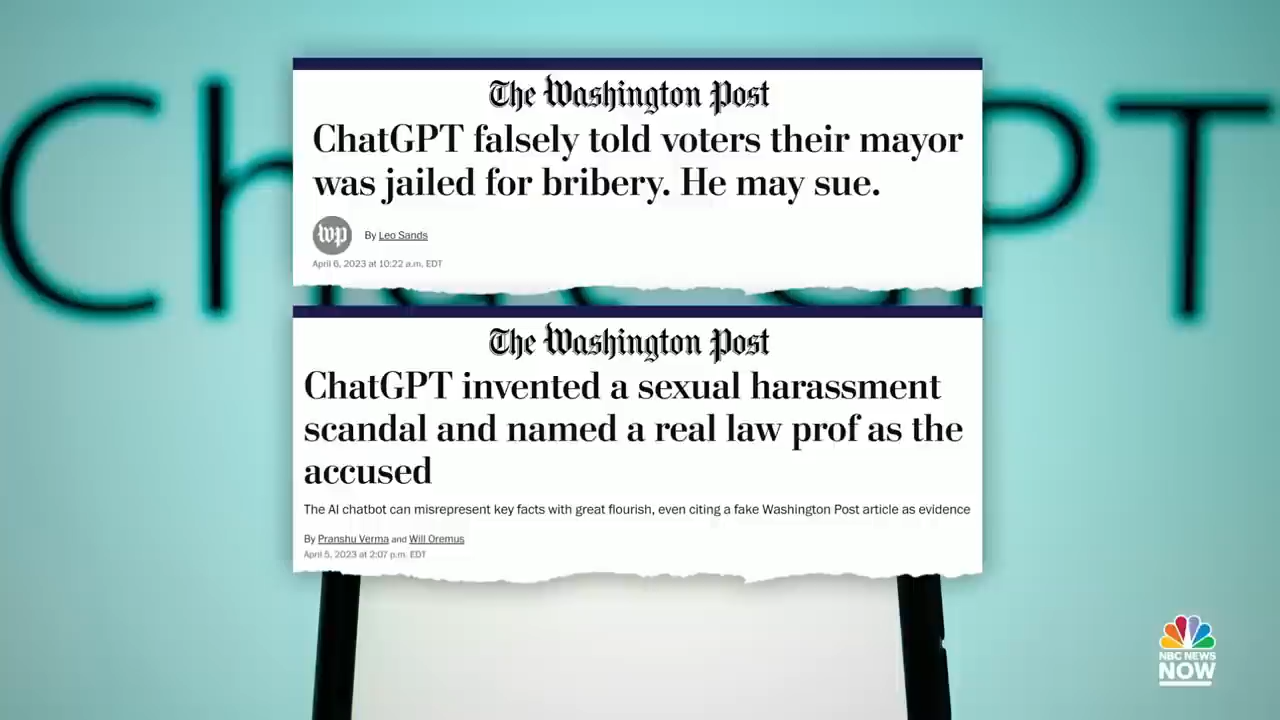 The Washington Post
ChatGPT falsely told voters their mayor
was jailed for bribery. He may sue.
wp
By Leo Sands
April 6, 2023 at 10:22 a.m. EDT
ChatGPT
The Washington Post
ChatGPT invented a sexual harassment
scandal and named a real law prof as the
accused
The AI chatbot can misrepresent key facts with great flourish, even citing a fake Washington Post article as evidence
By Pranshu Verma and Will Oremus
April 5, 2023 at 2:07 p.m. EDT
NBC NEWS
NOW